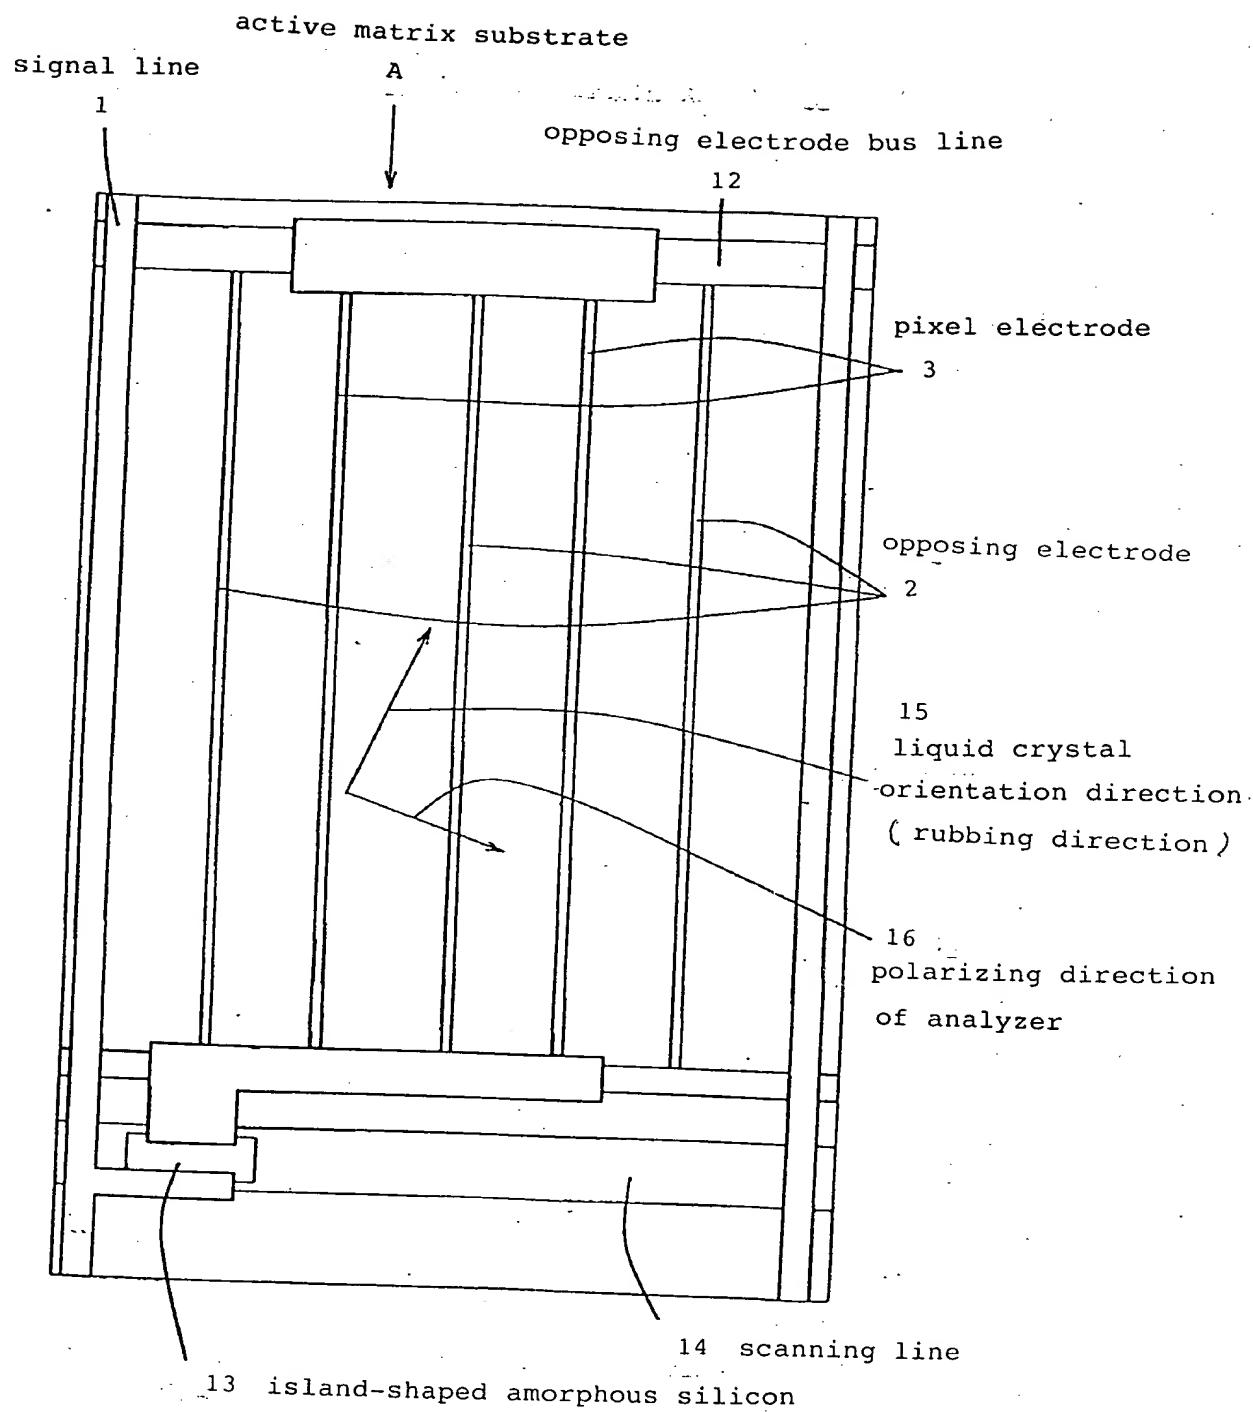 active matrix substrate
A
signal line
1
opposing electrode bus line
12
pixel electrode
3
opposing electrode
2
15
liquid crystal
orientation direction
(rubbing direction)
16
polarizing direction
of analyzer
14 scanning line
13 island-shaped amorphous silicon